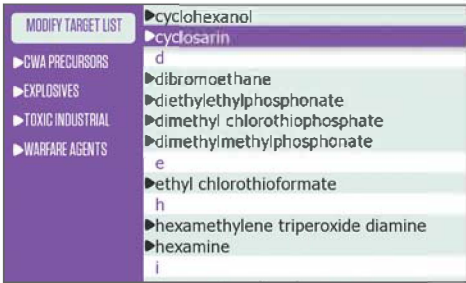 MODIFY TARGET LIST
CWA PRECURSORS
EXPLOSIVES
TOXIC INDUSTRIAL
WARFARE AGENTS
cyclohexanol
cyclosarin
d
dibromoethane
diethylethylphosphonate
dimethyl chlorothiophosphate
dimethylmethylphosphonate
e
ethyl chlorothioformate
h
hexamethylene triperoxide diamine
hexamine
i